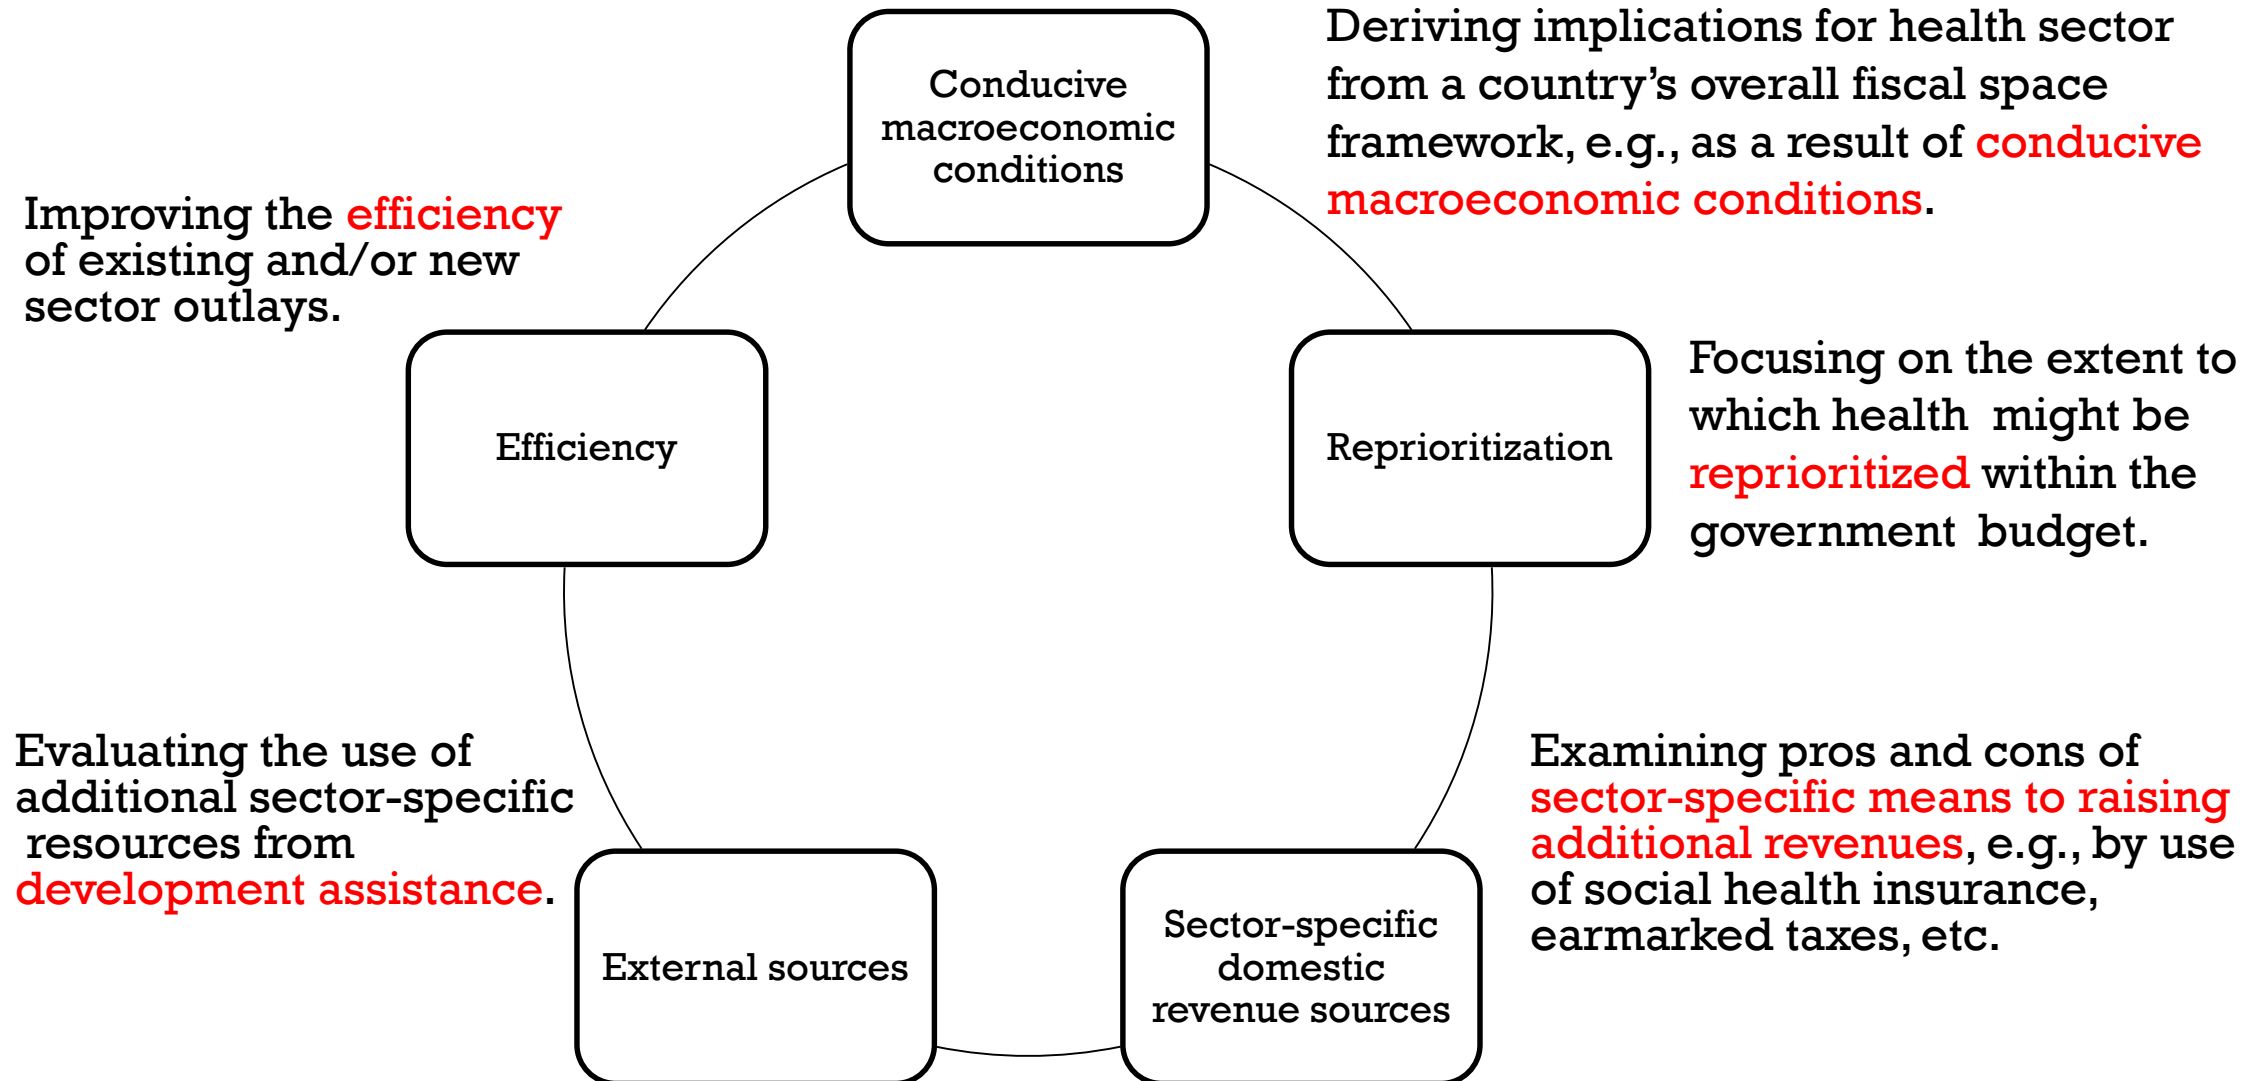 Conducive
macroeconomic
conditions
Deriving implications for health sector
from a country’s overall fiscal space
framework, e.g., as a result of conducive
macroeconomic conditions.
Improving the efficiency
of existing and/or new
sector outlays.
Efficiency
Reprioritization
Focusing on the extent to
which health might be
reprioritized within the
government budget.
Evaluating the use of
additional sector-specific
resources from
development assistance.
External sources
Sector-specific
domestic
revenue sources
Examining pros and cons of
sector-specific means to raising
additional revenues, e.g., by use
of social health insurance,
earmarked taxes, etc.